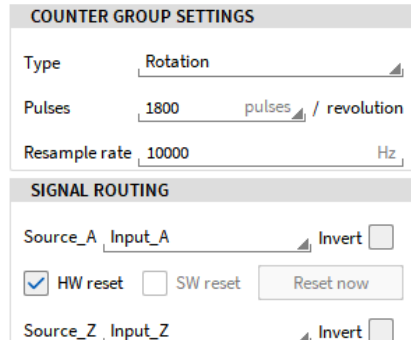 COUNTER GROUP SETTINGS
Type Rotation
Pulses 1800 pulses / revolution
Resample rate 10000 Hz
SIGNAL ROUTING
Source_A Input_A Invert
HW reset SW reset Reset now
Source_Z Input_Z Invert